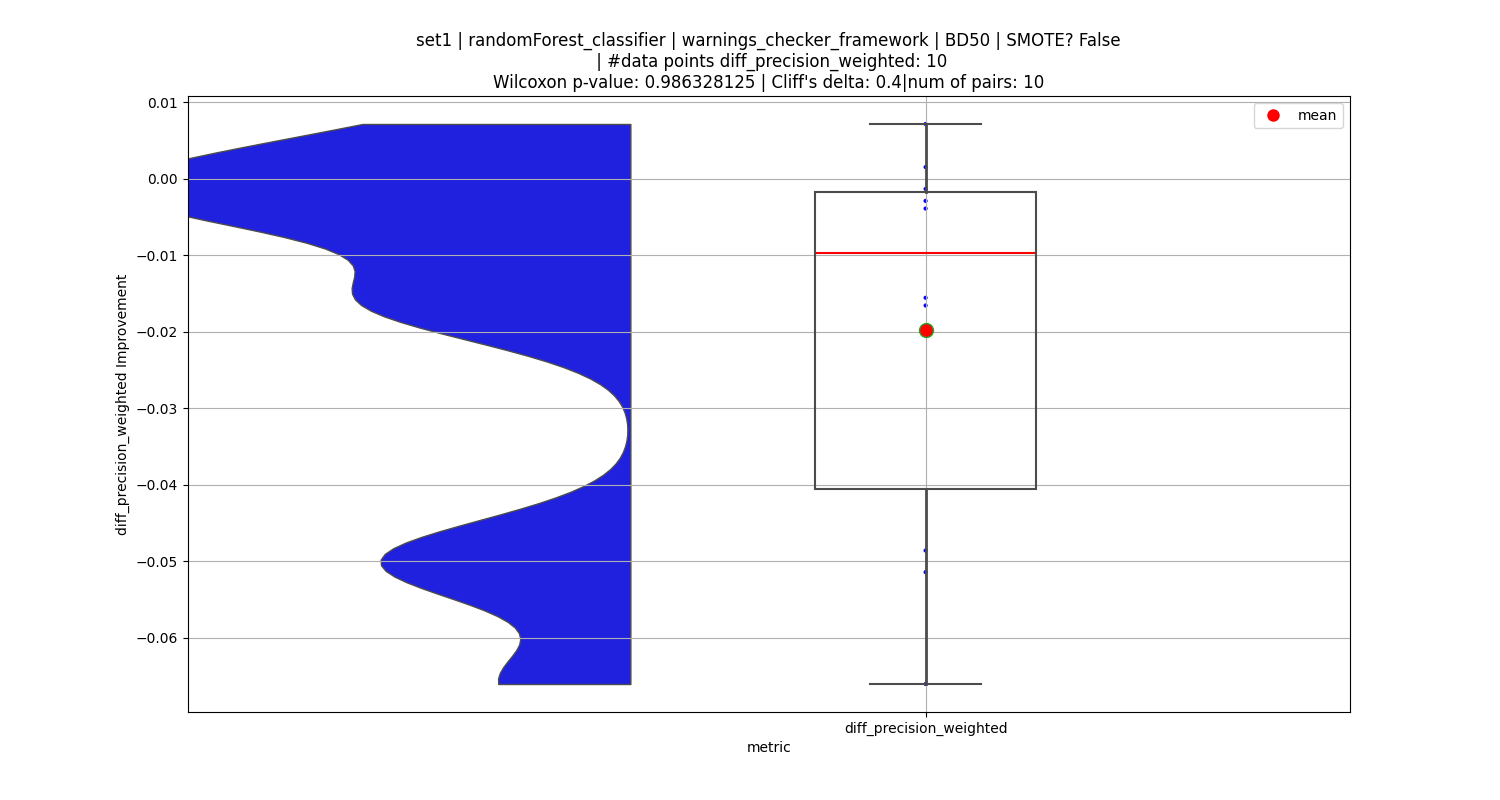 set1 | randomForest_classifier | warnings_checker_framework | BD50 | SMOTE? False
| #data points diff_precision_weighted: 10
Wilcoxon p-value: 0.986328125 | Cliff's delta: 0.4|num of pairs: 10
mean
0.01
0.00
−0.01
−0.02
−0.03
−0.04
−0.05
−0.06
diff_precision_weighted Improvement
diff_precision_weighted
metric